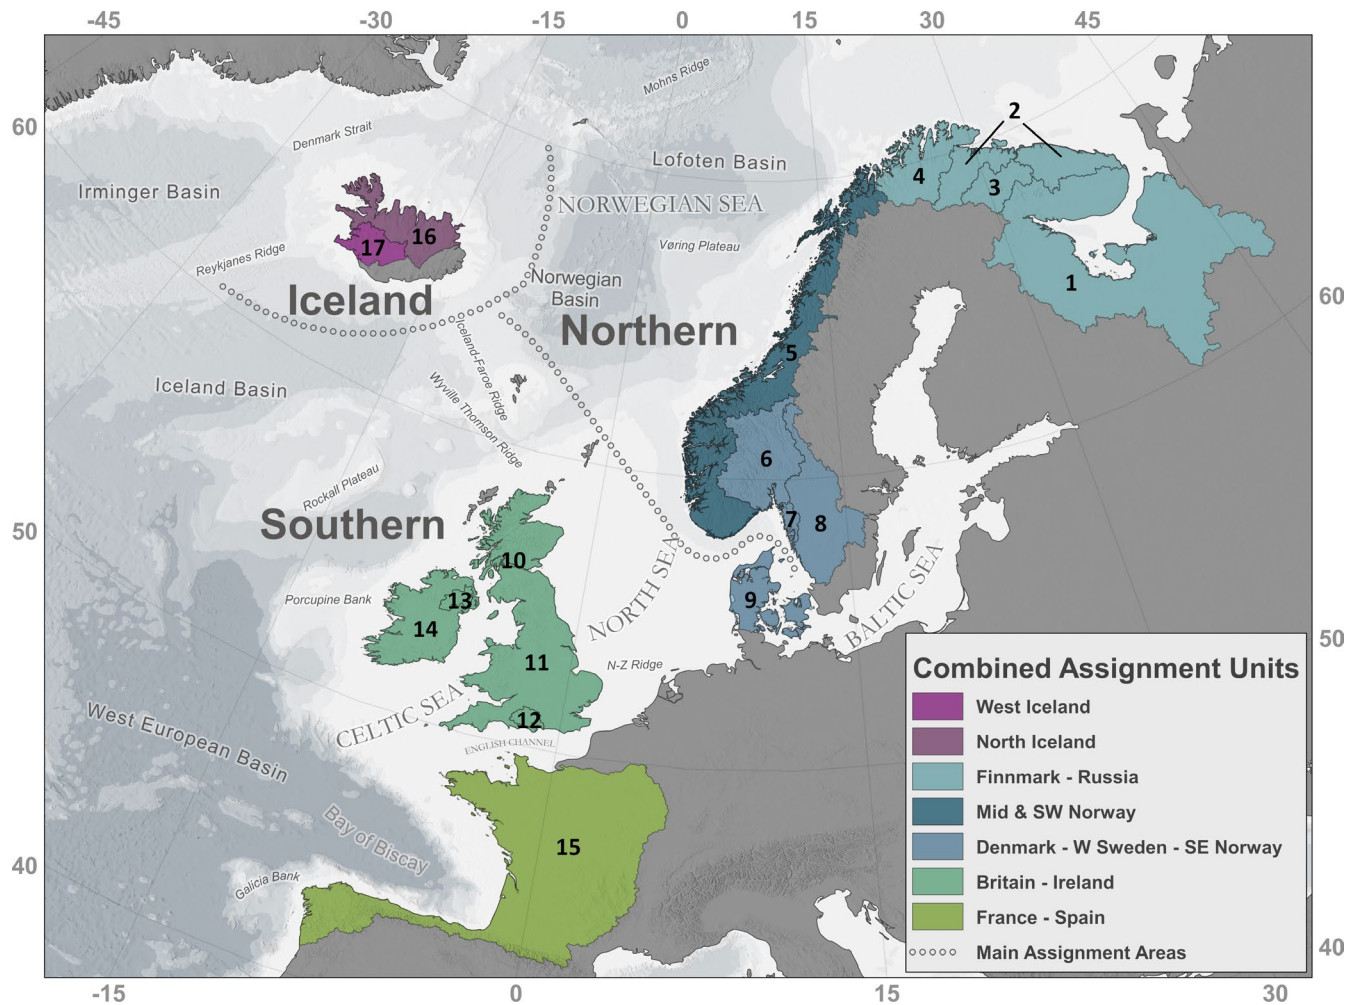 -45
-30
-15
0
15
30
45
60
50
40
60
50
40
-15
0
15
30
Mohns Ridge
Denmark Strait
Lofoten Basin
Irminger Basin
NORWEGIAN SEA
Vøring Plateau
Reykjanes Ridge
Norwegian
Basin
Iceland
Northern
Iceland-Faroe Ridge
Wyville Thomson Ridge
Iceland Basin
Rockall Plateau
Southern
Porcupine Bank
NORTH SEA
BALTIC SEA
N-Z Ridge
CELTIC SEA
ENGLISH CHANNEL
West European Basin
Bay of Biscay
Galicia Bank
1
2
3
4
5
6
7
8
9
10
11
12
13
14
15
16
17
Combined Assignment Units
West Iceland
North Iceland
Finnmark - Russia
Mid & SW Norway
Denmark - W Sweden - SE Norway
Britain - Ireland
France - Spain
Main Assignment Areas